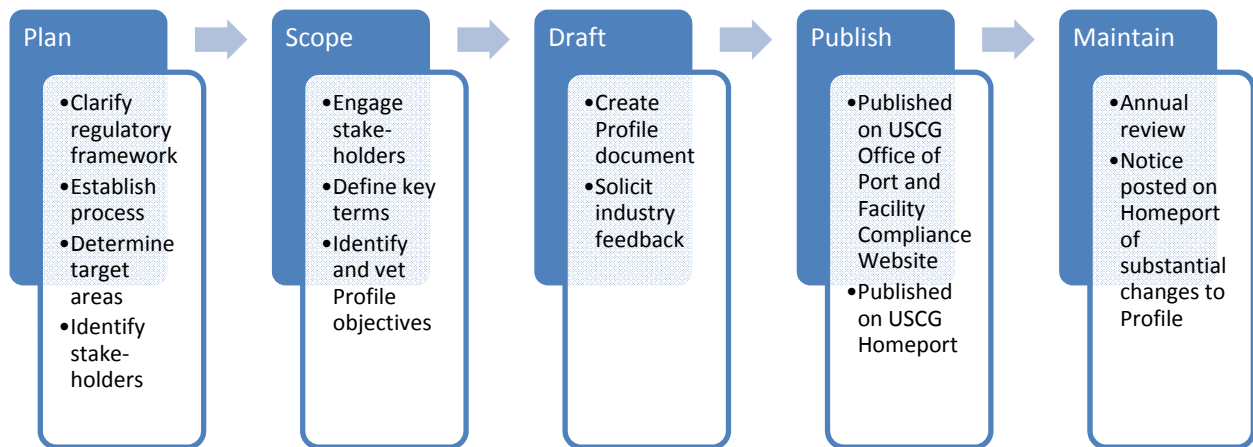 Plan
•Clarify
regulatory
framework
•Establish
process
•Determine
target
areas
•Identify
stake-
holders
Scope
•Engage
stake-
holders
•Define key
terms
•Identify
and vet
Profile
objectives
Draft
•Create
Profile
document
•Solicit
industry
feedback
Publish
•Published
on USCG
Office of
Port and
Facility
Compliance
Website
•Published
on USCG
Homeport
Maintain
•Annual
review
•Notice
posted on
Homeport
of
substantial
changes to
Profile